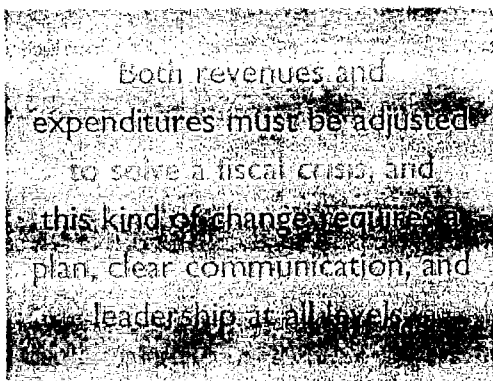 Both revenues and
expenditures must be adjusted
to solve a fiscal crisis, and
this kind of change requires a
plan, clear communication, and
leadership at all levels.